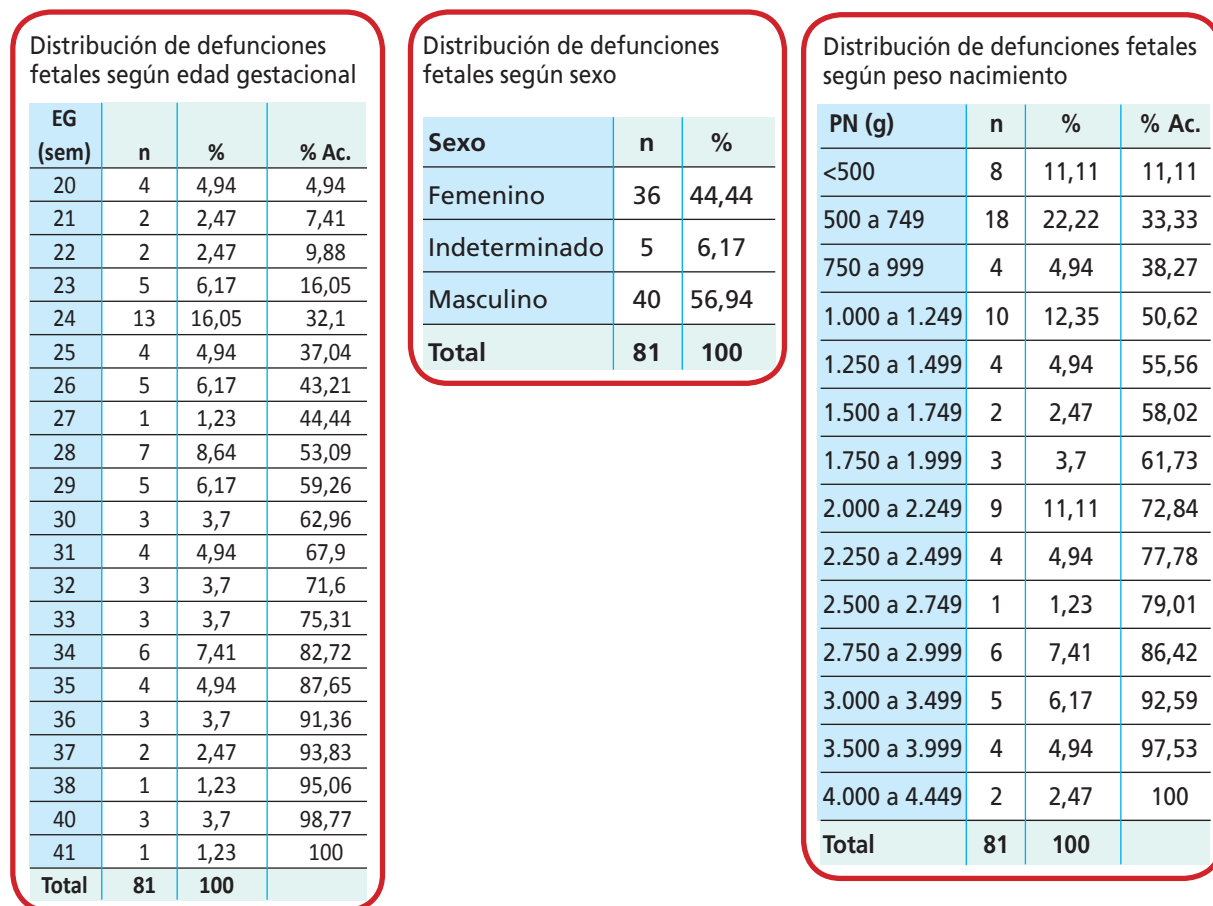 Distribución de defunciones
fetales según edad gestacional
EG
(sem) n % % Ac.
20 4 4,94 4,94
21 2 2,47 7,41
22 2 2,47 9,88
23 5 6,17 16,05
24 13 16,05 32,1
25 4 4,94 37,04
26 5 6,17 43,21
27 1 1,23 44,44
28 7 8,64 53,09
29 5 6,17 59,26
30 3 3,7 62,96
31 4 4,94 67,9
32 3 3,7 71,6
33 3 3,7 75,31
34 6 7,41 82,72
35 4 4,94 87,65
36 3 3,7 91,36
37 2 2,47 93,83
38 1 1,23 95,06
40 3 3,7 98,77
41 1 1,23 100
Total 81 100
Distribución de defunciones
fetales según sexo
Sexo n %
Femenino 36 44,44
Indeterminado 5 6,17
Masculino 40 56,94
Total 81 100
Distribución de defunciones fetales
según peso nacimiento
PN (g) n % % Ac.
<500 8 11,11 11,11
500 a 749 18 22,22 33,33
750 a 999 4 4,94 38,27
1.000 a 1.249 10 12,35 50,62
1.250 a 1.499 4 4,94 55,56
1.500 a 1.749 2 2,47 58,02
1.750 a 1.999 3 3,7 61,73
2.000 a 2.249 9 11,11 72,84
2.250 a 2.499 4 4,94 77,78
2.500 a 2.749 1 1,23 79,01
2.750 a 2.999 6 7,41 86,42
3.000 a 3.499 5 6,17 92,59
3.500 a 3.999 4 4,94 97,53
4.000 a 4.449 2 2,47 100
Total 81 100